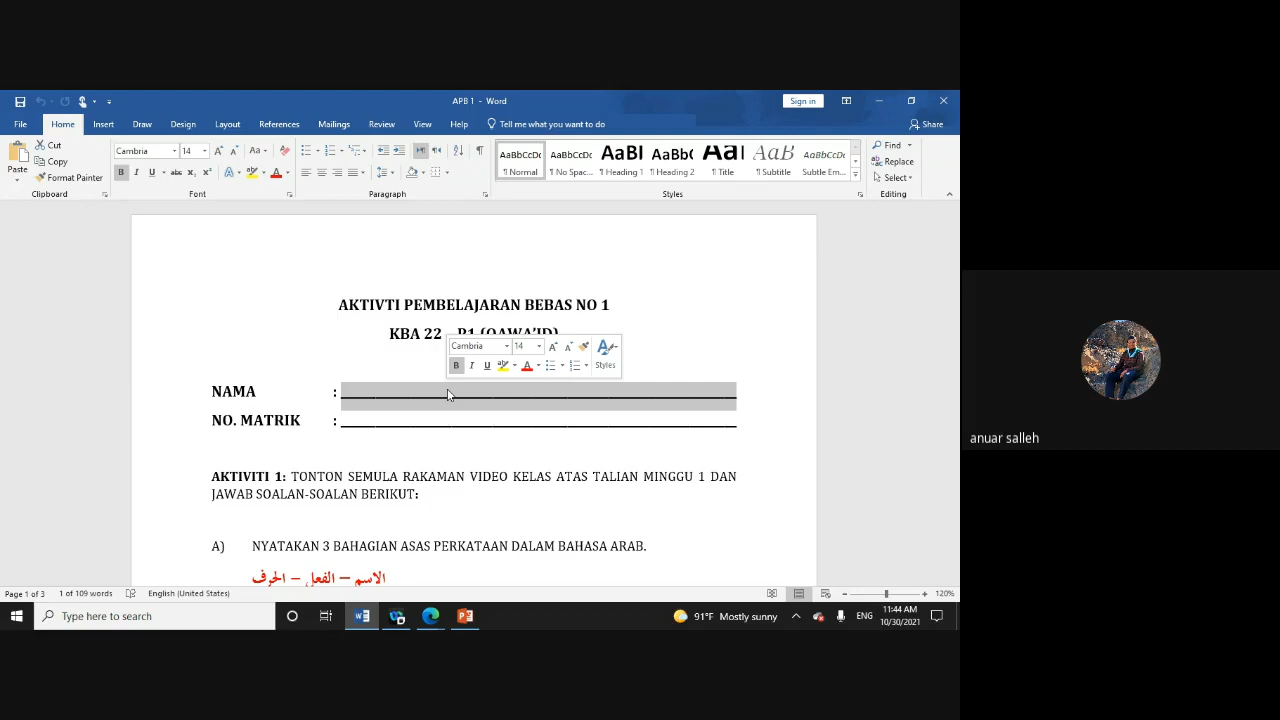 APB 1 - Word
Sign in
File Home Insert Draw Design Layout References Mailings Review View Help Tell me what you want to do Share
Paste
Cut
Copy
Format Painter
Clipboard
Cambria 14
Font
Paragraph
AaBbCcDc AaBbCcDc AaBl AaBb( AaI AaB AaBbCcDc
¶ Normal ¶ No Spac... ¶ Heading 1 ¶ Heading 2 ¶ Title ¶ Subtitle Subtle Em...
Styles
Find
Replace
Select
Editing
AKTIVTI PEMBELAJARAN BEBAS NO 1
KBA 22
Cambria 14
B I U Styles
NAMA :
NO. MATRIK :
AKTIVITI 1: TONTON SEMULA RAKAMAN VIDEO KELAS ATAS TALIAN MINGGU 1 DAN
JAWAB SOALAN-SOALAN BERIKUT:
A) NYATAKAN 3 BAHAGIAN ASAS PERKATAAN DALAM BAHASA ARAB.
الاسم – الفعل – الحرف
Page 1 of 3 1 of 109 words English (United States) 120%
Type here to search
91°F Mostly sunny
ENG
11:44 AM
10/30/2021
anuar salleh